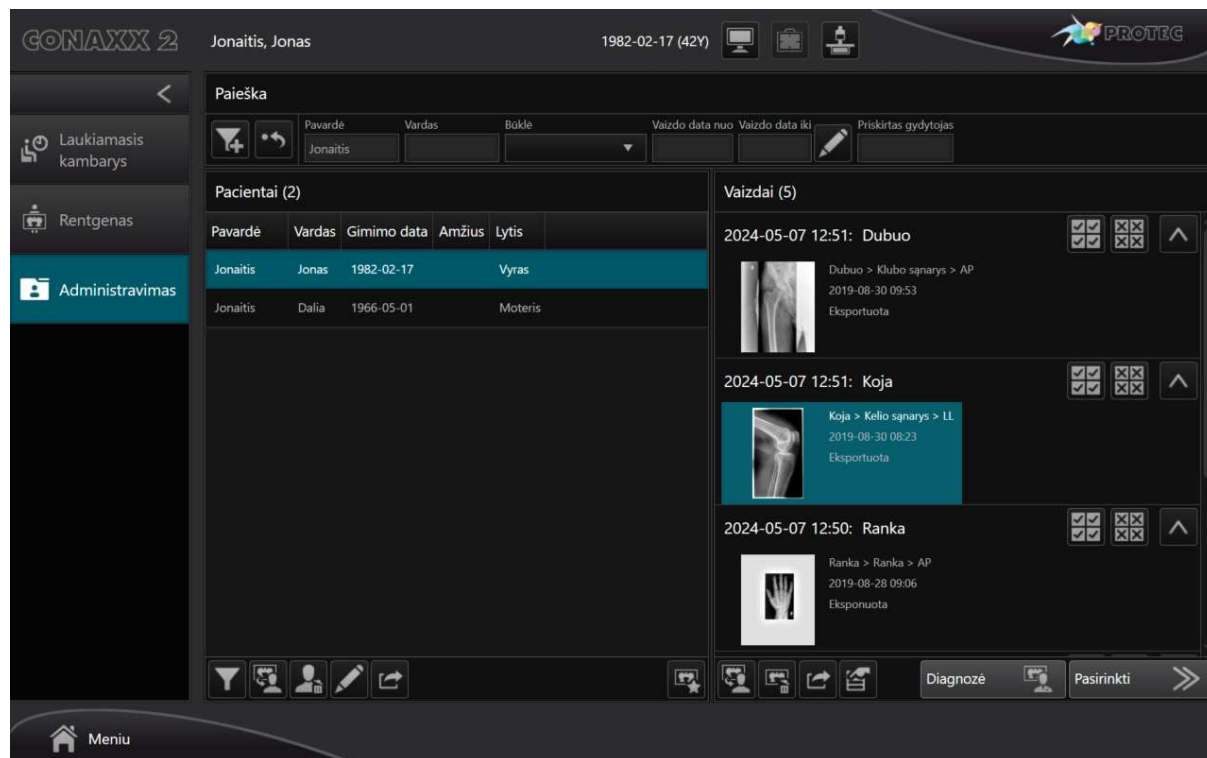 CONAXX 2
Jonaitis, Jonas
1982-02-17 (42Y)
PROTEC
Laukiamasis
kambarys
Rentgenas
Administravimas
Paieška
Pavardė Vardas Būklė Vaizdo data nuo Vaizdo data iki Priskirtas gydytojas
Jonaitis
Pacientai (2)
Pavardė Vardas Gimimo data Amžius Lytis
Jonaitis Jonas 1982-02-17 Vyras
Jonaitis Dalia 1966-05-01 Moteris
Vaizdai (5)
2024-05-07 12:51: Dubuo
Dubuo > Klubo sąnarys > AP
2019-08-30 09:53
Eksportuota
2024-05-07 12:51: Koja
Koja > Kelio sąnarys > LL
2019-08-30 08:23
Eksportuota
2024-05-07 12:50: Ranka
Ranka > Ranka > AP
2019-08-28 09:06
Eksponuota
Diagnozė
Pasirinkti
Meniu